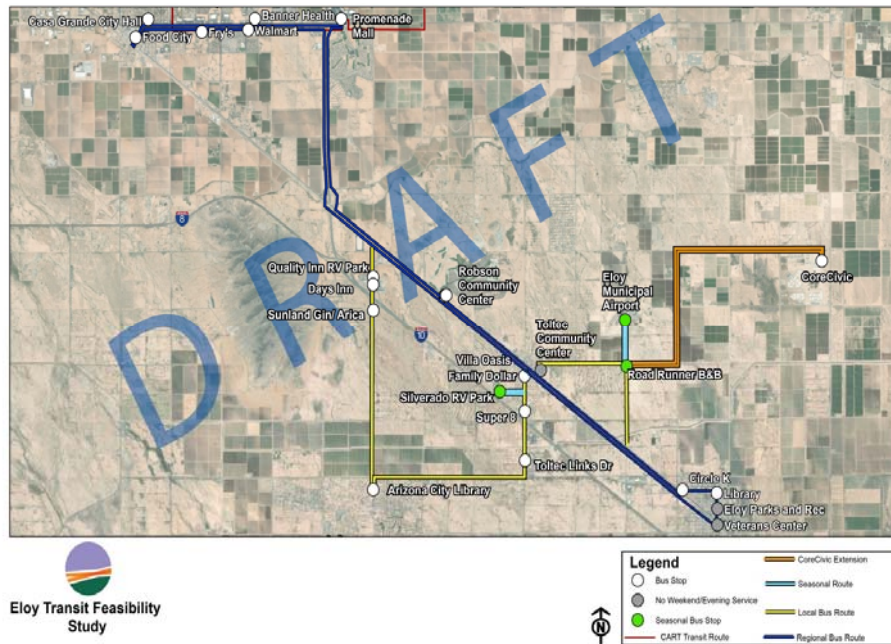 Casa Grande City Hall
Banner Health
Promenade
Mall
Food City
Fry's
Walmart
DRAFT
8
Quality Inn RV Park
Days Inn
Sunland Gin/ Arica
Robson
Community
Center
Eloy
Municipal
Airport
CoreCivic
10
Toltec
Community
Center
Villa Oasis
Family Dollar
Road Runner B&B
Silverado RV Park
Super 8
Toltec Links Dr
Arizona City Library
Circle K
Library
Eloy Parks and Rec
Veterans Center
Eloy Transit Feasibility
Study
N
Legend
Bus Stop
No Weekend/Evening Service
Seasonal Bus Stop
CART Transit Route
CoreCivic Extension
Seasonal Route
Local Bus Route
Regional Bus Route